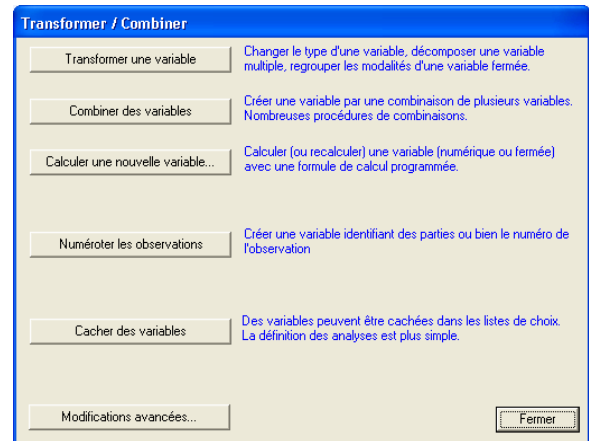 Transformer / Combiner
Transformer une variable
Changer le type d'une variable, décomposer une variable
multiple, regrouper les modalités d'une variable fermée.
Combiner des variables
Créer une variable par une combinaison de plusieurs variables.
Nombreuses procédures de combinaisons.
Calculer une nouvelle variable...
Calculer (ou recalculer) une variable (numérique ou fermée)
avec une formule de calcul programmée.
Numéroter les observations
Créer une variable identifiant des parties ou bien le numéro de
l'observation
Cacher des variables
Des variables peuvent être cachées dans les listes de choix.
La définition des analyses est plus simple.
Modifications avancées...
Fermer